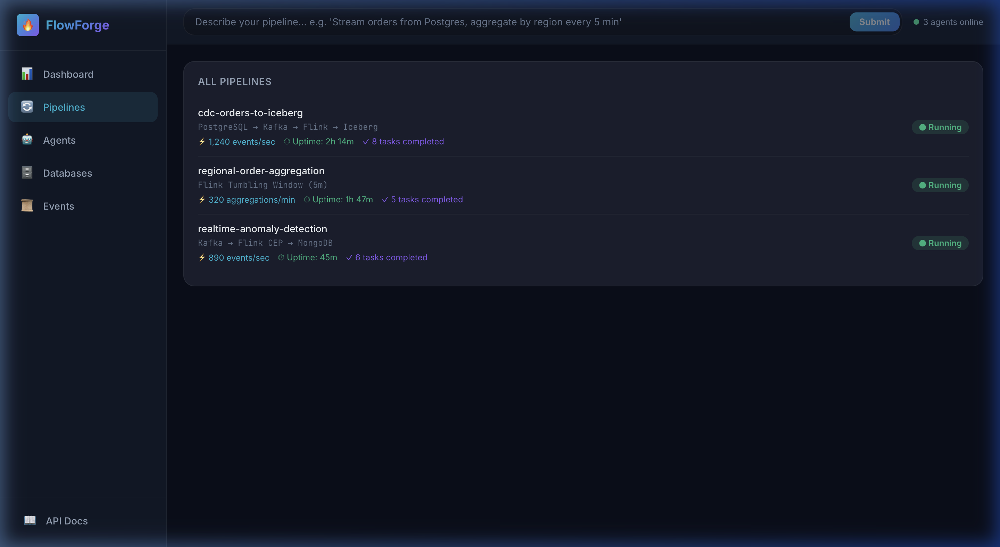 FlowForge
Describe your pipeline... e.g. 'Stream orders from Postgres, aggregate by region every 5 min'
Submit
3 agents online
Dashboard
Pipelines
Agents
Databases
Events
API Docs
ALL PIPELINES
cdc-orders-to-iceberg
PostgreSQL → Kafka → Flink → Iceberg
⚡ 1,240 events/sec ⏱ Uptime: 2h 14m ✓ 8 tasks completed
Running
regional-order-aggregation
Flink Tumbling Window (5m)
⚡ 320 aggregations/min ⏱ Uptime: 1h 47m ✓ 5 tasks completed
Running
realtime-anomaly-detection
Kafka → Flink CEP → MongoDB
⚡ 890 events/sec ⏱ Uptime: 45m ✓ 6 tasks completed
Running